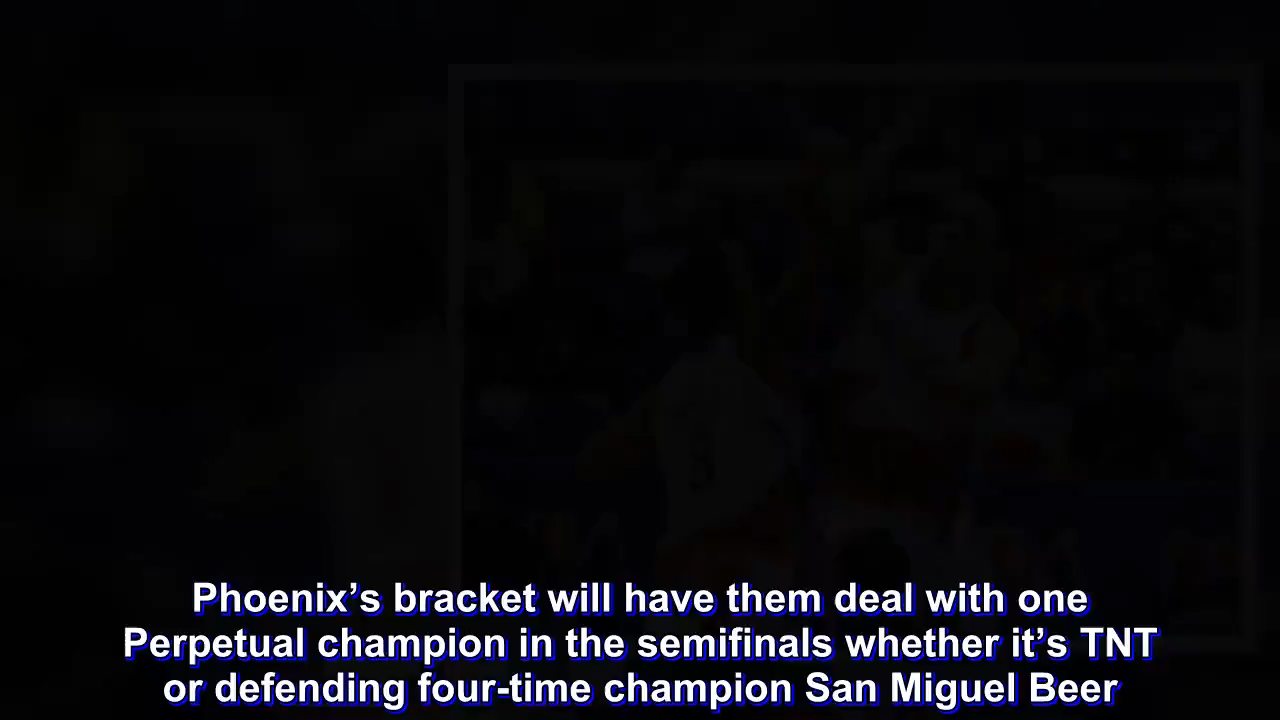 Phoenix’s bracket will have them deal with one
Perpetual champion in the semifinals whether it’s TNT
or defending four-time champion San Miguel Beer